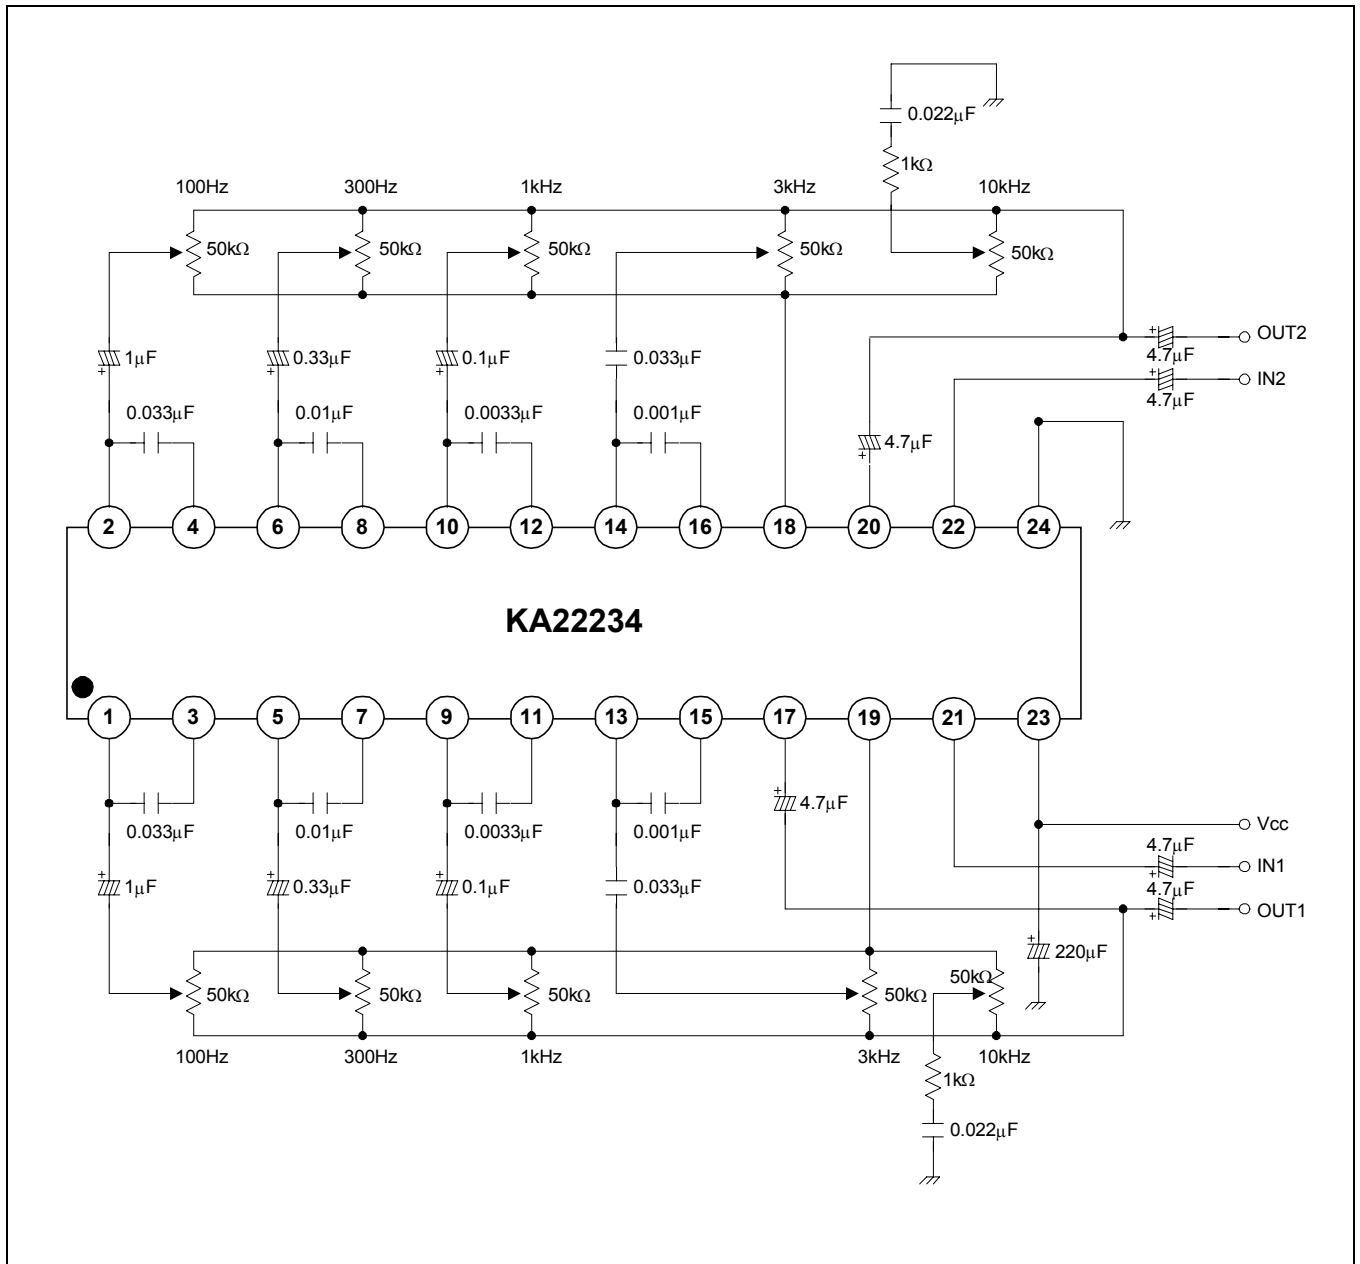 0.022μF
1kΩ
100Hz 300Hz 1kHz 3kHz 10kHz
50kΩ 50kΩ 50kΩ 50kΩ 50kΩ
+ OUT2
4.7μF
1μF 0.33μF 0.1μF 0.033μF
+ + +
+ IN2
4.7μF
0.033μF 0.01μF 0.0033μF 0.001μF
4.7μF
+
2 4 6 8 10 12 14 16 18 20 22 24
KA22234
1 3 5 7 9 11 13 15 17 19 21 23
+ 4.7μF
0.033μF 0.01μF 0.0033μF 0.001μF
Vcc
4.7μF
+ IN1
+ 1μF + 0.33μF + 0.1μF 0.033μF
4.7μF
+ OUT1
+ 220μF
50kΩ 50kΩ 50kΩ 50kΩ 50kΩ
100Hz 300Hz 1kHz 3kHz 10kHz
1kΩ
0.022μF